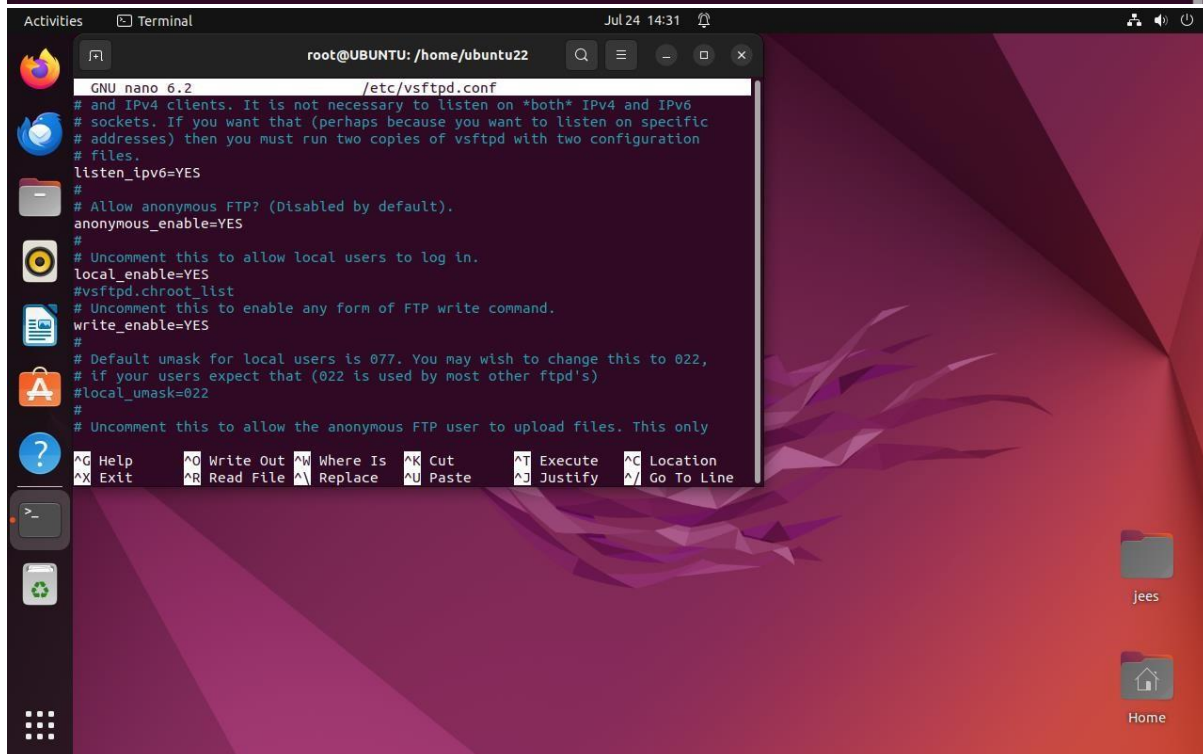 Activities Terminal Jul 24 14:31
root@UBUNTU: /home/ubuntu22
GNU nano 6.2 /etc/vsftpd.conf
# and IPv4 clients. It is not necessary to listen on *both* IPv4 and IPv6
# sockets. If you want that (perhaps because you want to listen on specific
# addresses) then you must run two copies of vsftpd with two configuration
# files.
listen_ipv6=YES
#
# Allow anonymous FTP? (Disabled by default).
anonymous_enable=YES
#
# Uncomment this to allow local users to log in.
local_enable=YES
#vsftpd.chroot_list
# Uncomment this to enable any form of FTP write command.
write_enable=YES
#
# Default umask for local users is 077. You may wish to change this to 022,
# if your users expect that (022 is used by most other ftpd's)
#local_umask=022
#
# Uncomment this to allow the anonymous FTP user to upload files. This only
^G Help ^O Write Out ^W Where Is ^K Cut ^T Execute ^C Location
^X Exit ^R Read File ^\ Replace ^U Paste ^J Justify ^/ Go To Line
jees
Home